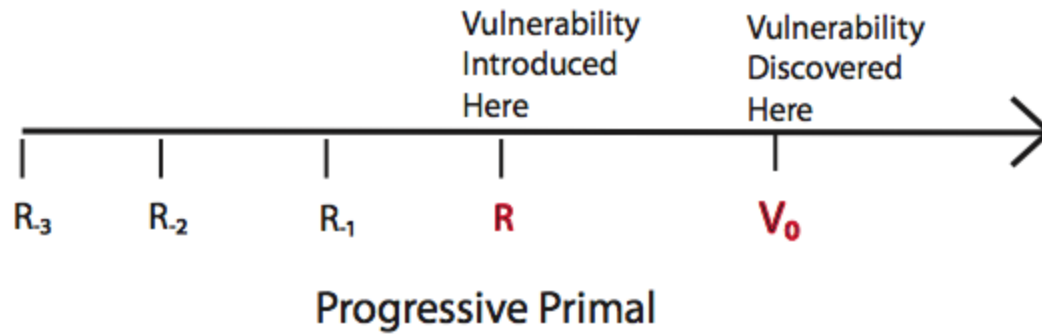 Vulnerability
Introduced
Here
Vulnerability
Discovered
Here
R-3
R-2
R-1
R
V0
Progressive Primal